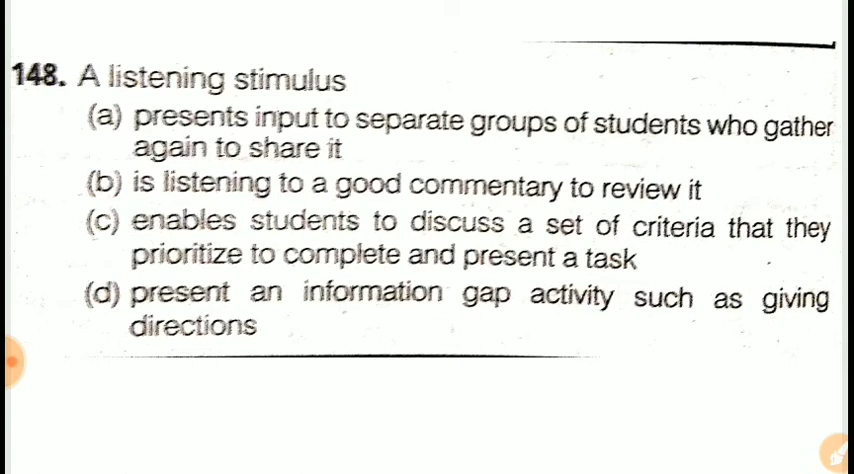 148. A listening stimulus
(a) presents input to separate groups of students who gather
again to share it
(b) is listening to a good commentary to review it
(c) enables students to discuss a set of criteria that they
prioritize to complete and present a task
(d) present an information gap activity such as giving
directions